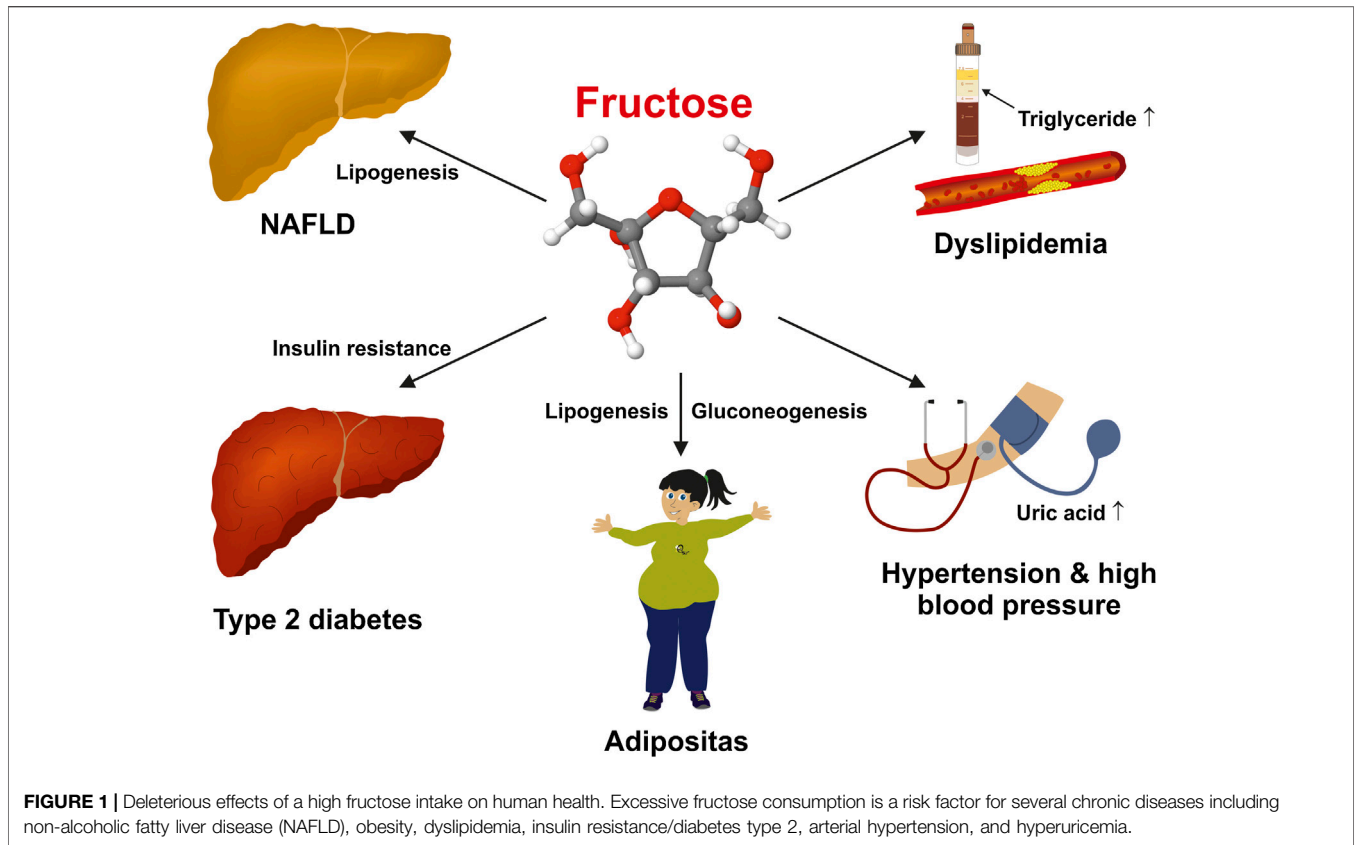 Fructose
Triglyceride ↑
Lipogenesis
NAFLD
Dyslipidemia
Insulin resistance
Lipogenesis
Gluconeogenesis
Uric acid ↑
Type 2 diabetes
Hypertension & high
blood pressure
Adipositas
FIGURE 1 | Deleterious effects of a high fructose intake on human health. Excessive fructose consumption is a risk factor for several chronic diseases including
non-alcoholic fatty liver disease (NAFLD), obesity, dyslipidemia, insulin resistance/diabetes type 2, arterial hypertension, and hyperuricemia.